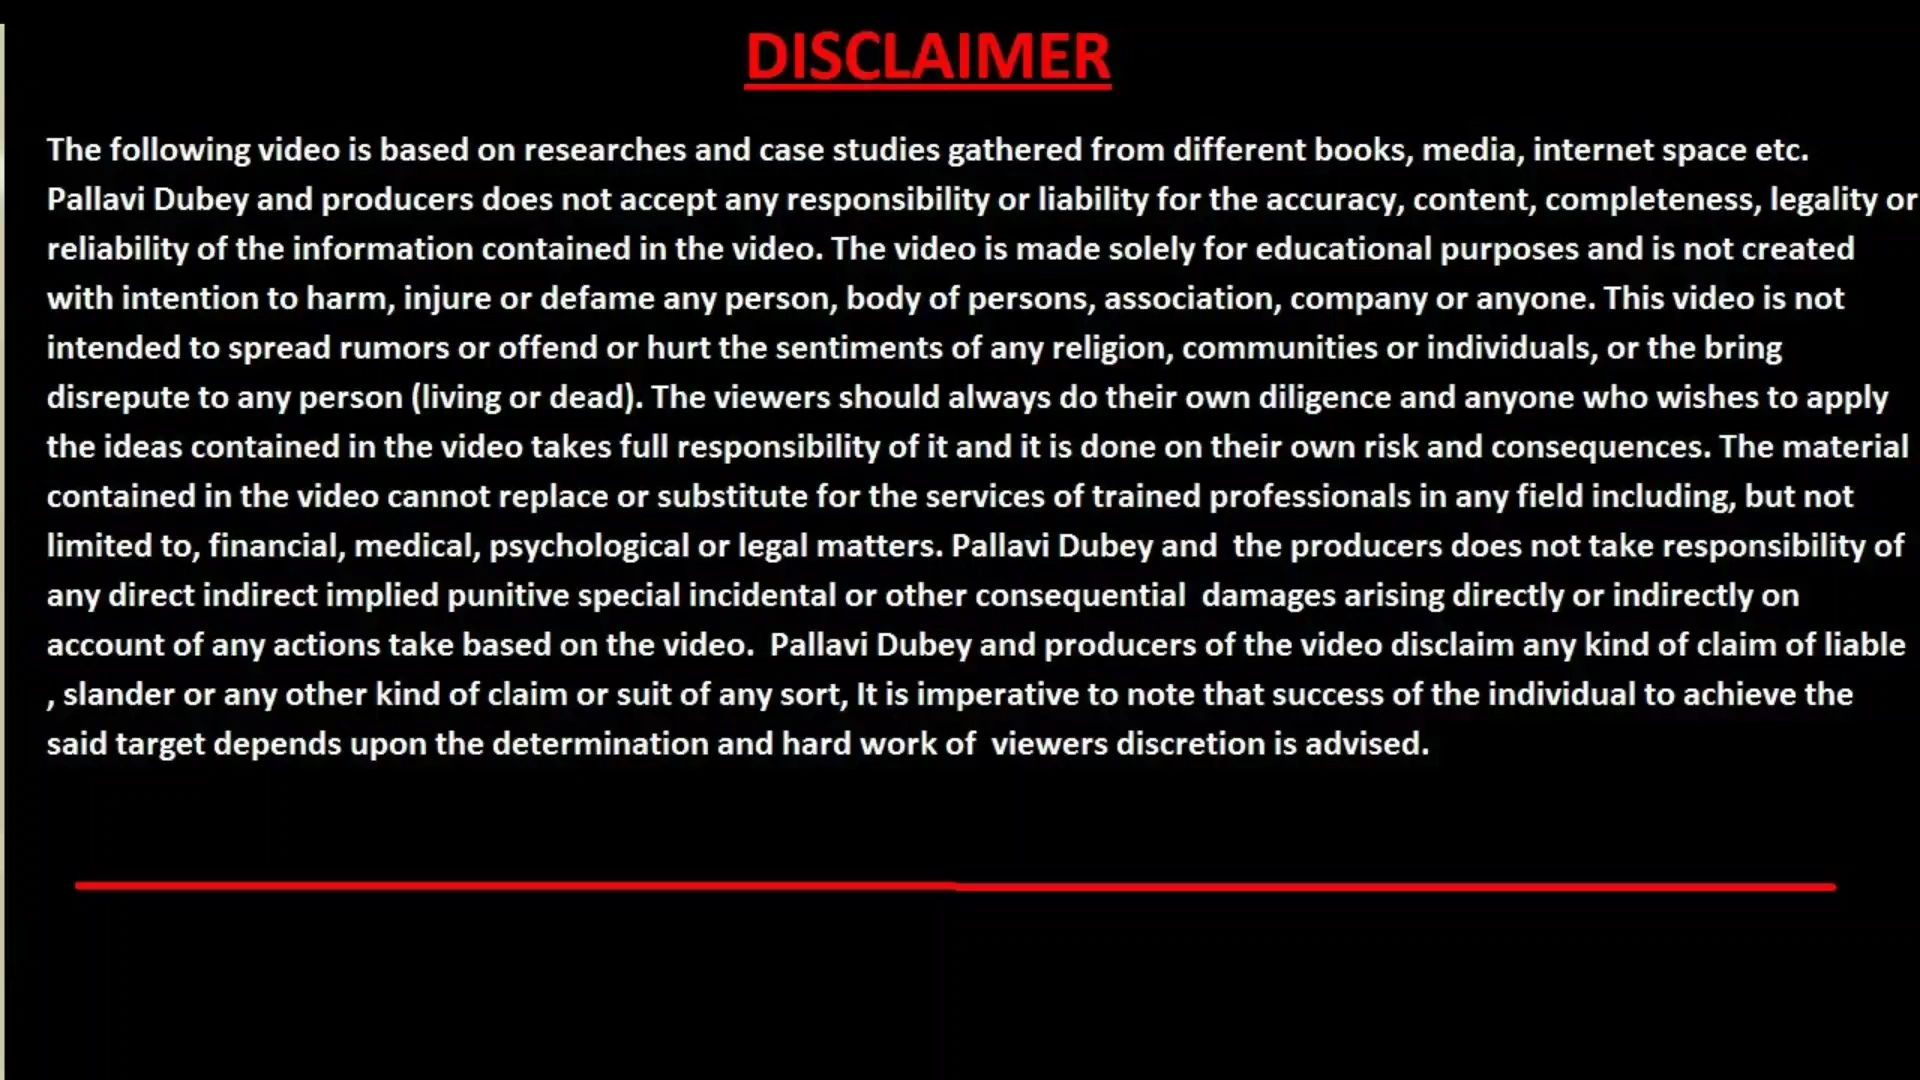 DISCLAIMER
The following video is based on researches and case studies gathered from different books, media, internet space etc.
Pallavi Dubey and producers does not accept any responsibility or liability for the accuracy, content, completeness, legality or
reliability of the information contained in the video. The video is made solely for educational purposes and is not created
with intention to harm, injure or defame any person, body of persons, association, company or anyone. This video is not
intended to spread rumors or offend or hurt the sentiments of any religion, communities or individuals, or the bring
disrepute to any person (living or dead). The viewers should always do their own diligence and anyone who wishes to apply
the ideas contained in the video takes full responsibility of it and it is done on their own risk and consequences. The material
contained in the video cannot replace or substitute for the services of trained professionals in any field including, but not
limited to, financial, medical, psychological or legal matters. Pallavi Dubey and  the producers does not take responsibility of
any direct indirect implied punitive special incidental or other consequential  damages arising directly or indirectly on
account of any actions take based on the video.  Pallavi Dubey and producers of the video disclaim any kind of claim of liable
, slander or any other kind of claim or suit of any sort, It is imperative to note that success of the individual to achieve the
said target depends upon the determination and hard work of  viewers discretion is advised.